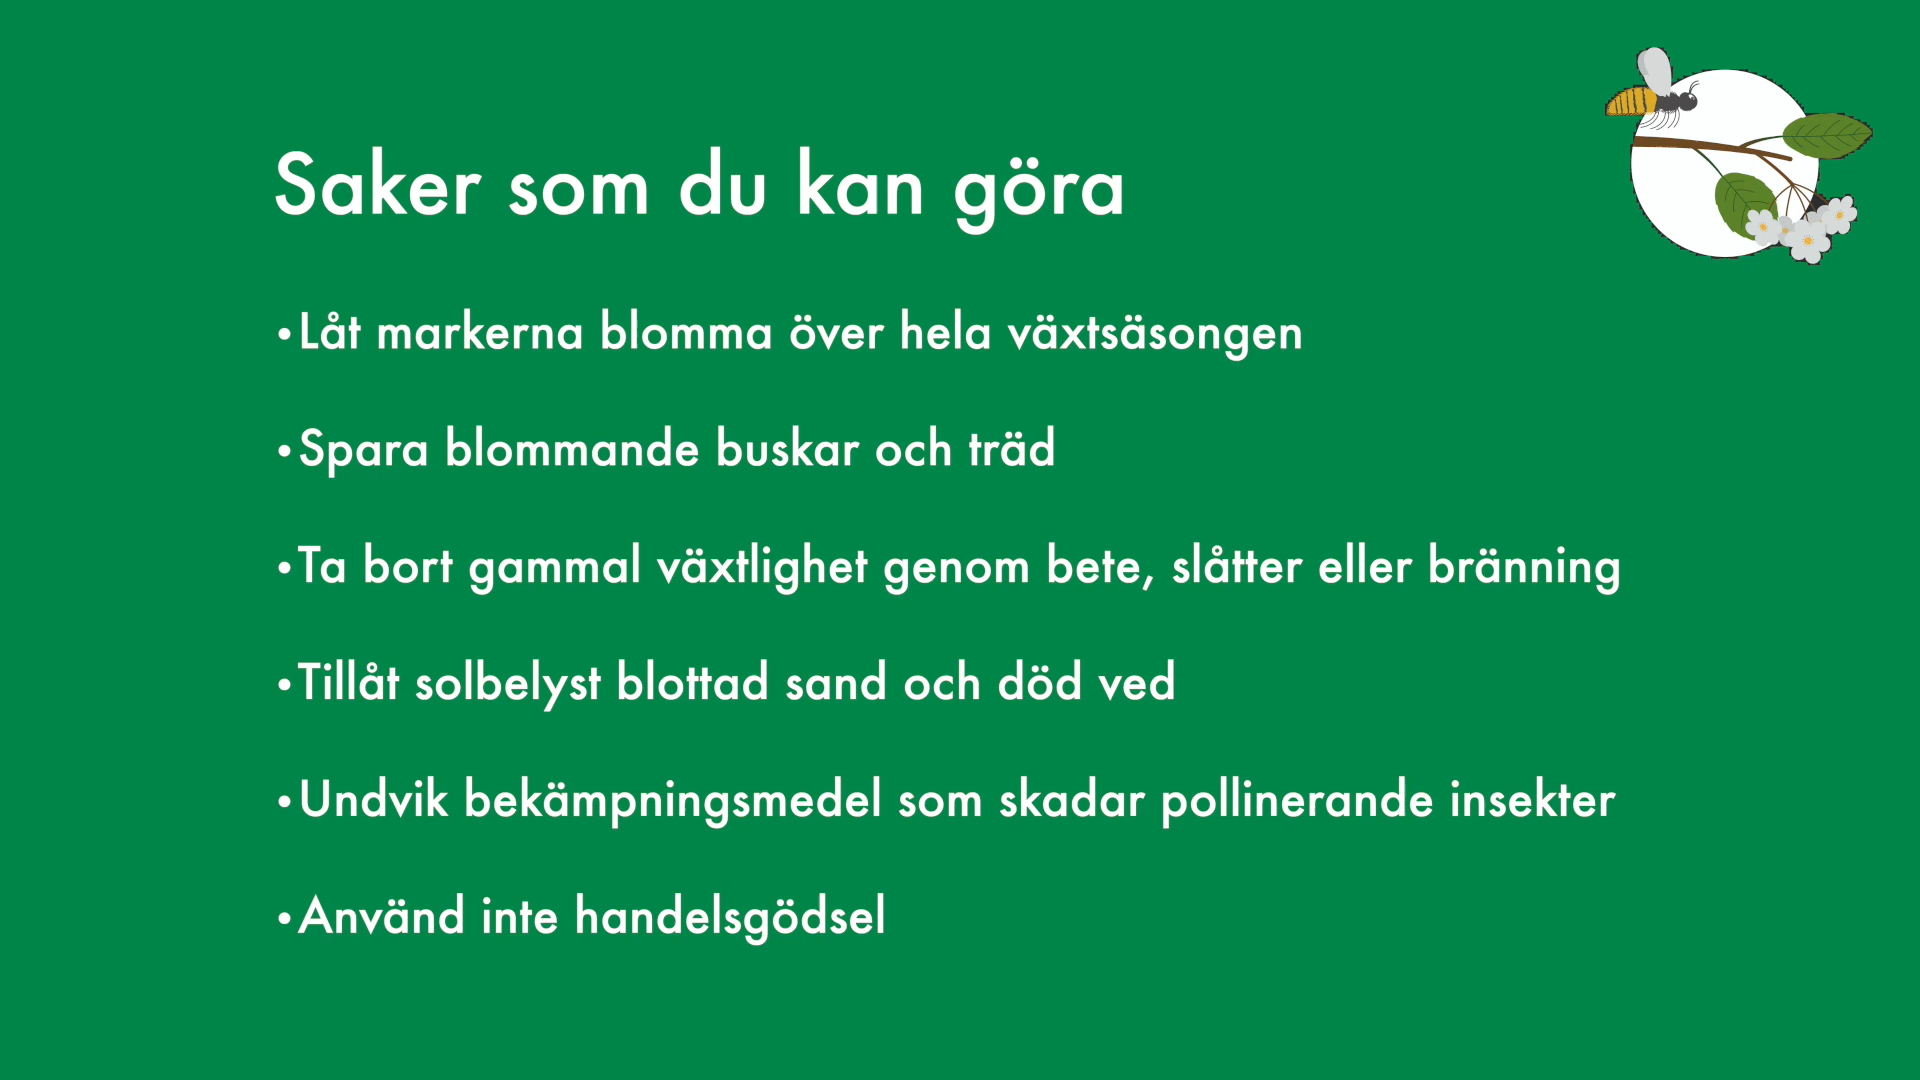 Saker som du kan göra
•Låt markerna blomma över hela växtsäsongen
•Spara blommande buskar och träd
•Ta bort gammal växtlighet genom bete, slåtter eller bränning
•Tillåt solbelyst blottad sand och död ved
•Undvik bekämpningsmedel som skadar pollinerande insekter
•Använd inte handelsgödsel